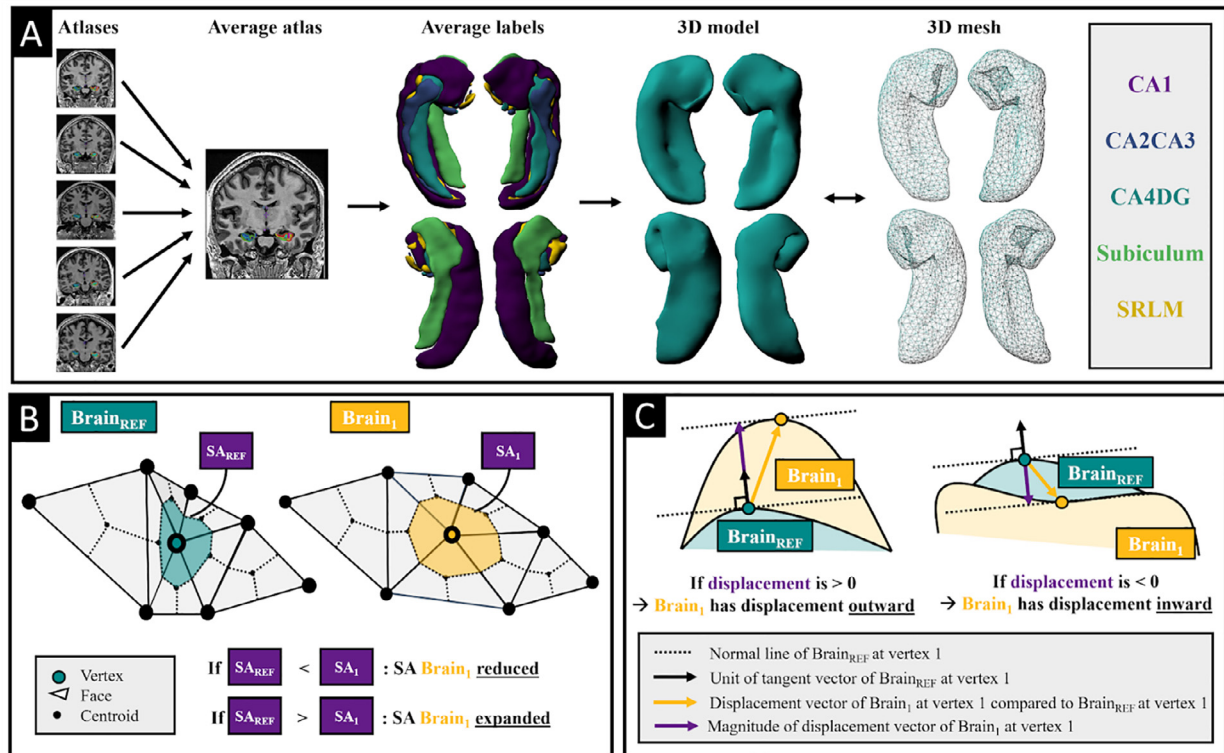 A
Atlases
Average atlas
Average labels
3D model
3D mesh
CA1
CA2CA3
CA4DG
Subiculum
SRLM
B
BrainREF
Brain1
SAREF
SA1
Vertex
Face
Centroid
If SAREF < SA1 : SA Brain1 reduced
If SAREF > SA1 : SA Brain1 expanded
C
Brain1
BrainREF
BrainREF
Brain1
If displacement is > 0
→ Brain1 has displacement outward
If displacement is < 0
→ Brain1 has displacement inward
Normal line of BrainREF at vertex 1
Unit of tangent vector of BrainREF at vertex 1
Displacement vector of Brain1 at vertex 1 compared to BrainREF at vertex 1
Magnitude of displacement vector of Brain1 at vertex 1